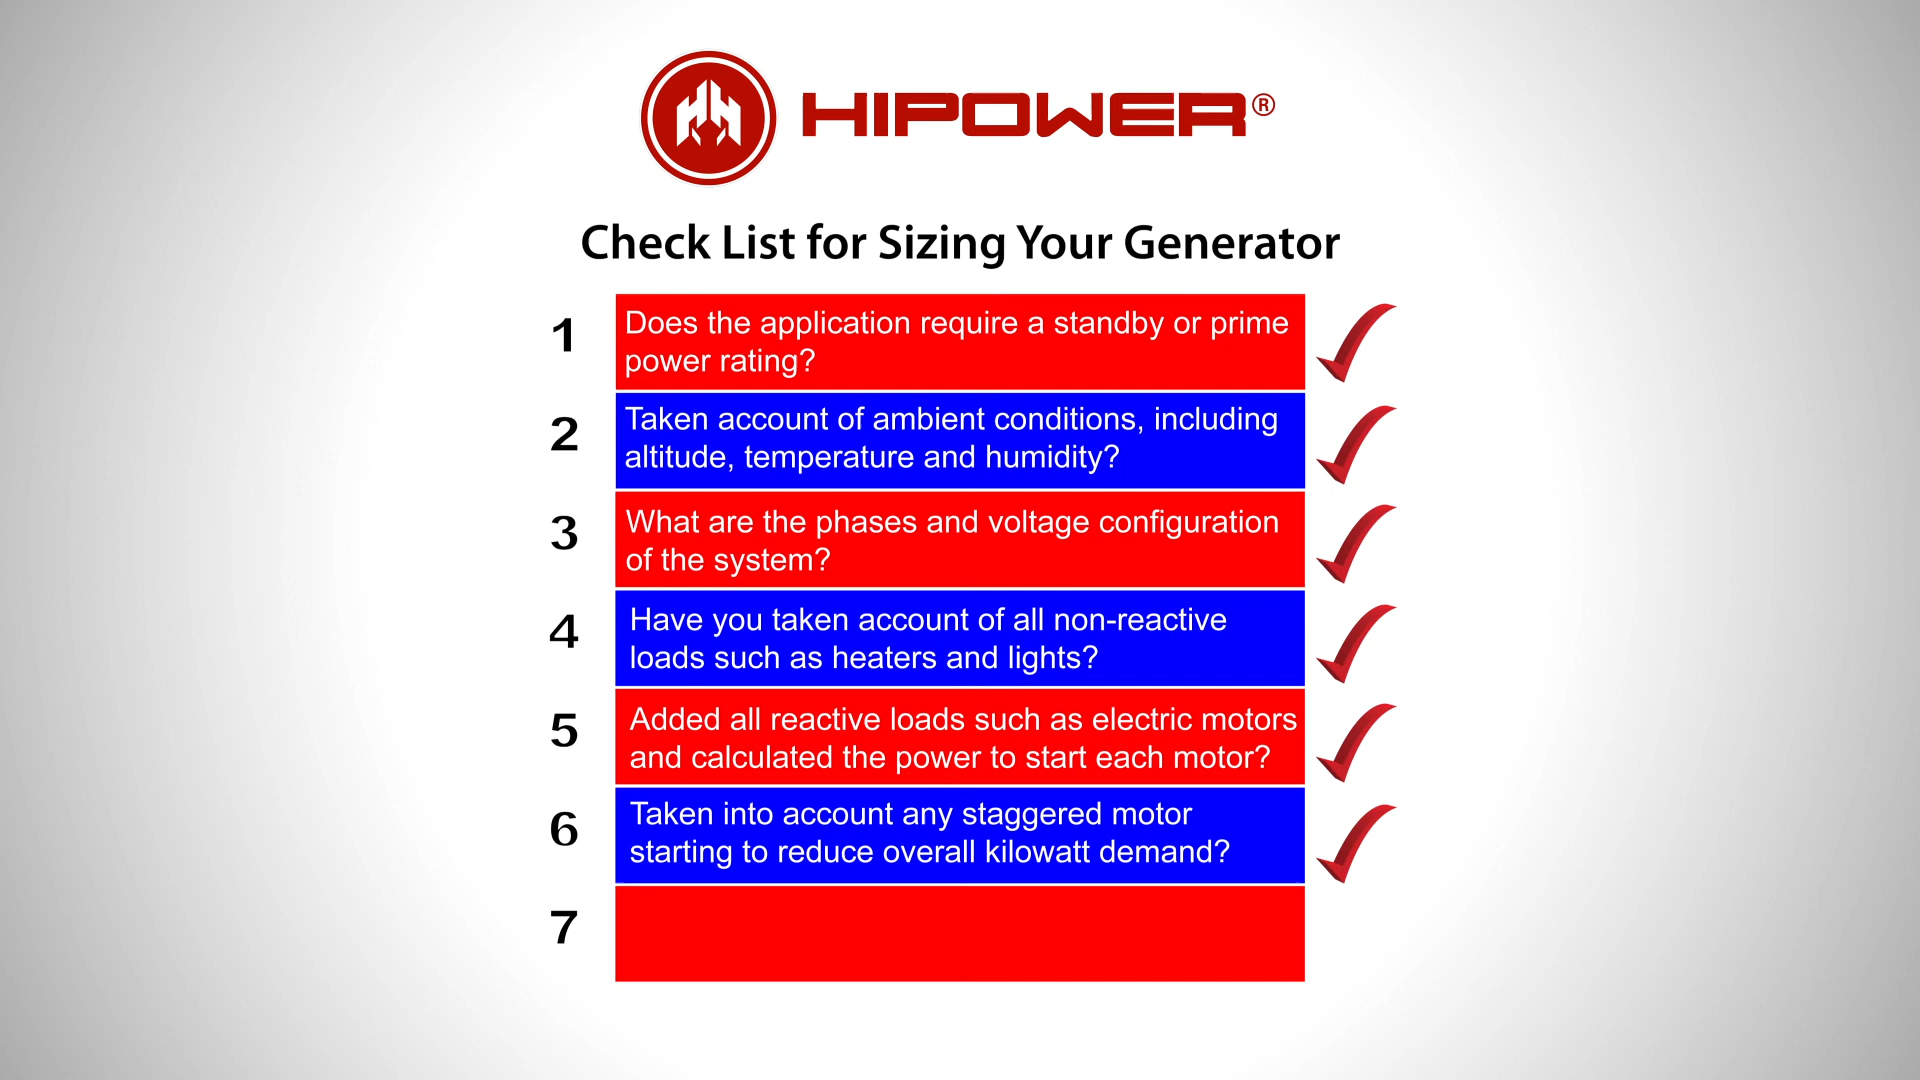 HIPOWER®
Check List for Sizing Your Generator
1
Does the application require a standby or prime
power rating?
2
Taken account of ambient conditions, including
altitude, temperature and humidity?
3
What are the phases and voltage configuration
of the system?
4
Have you taken account of all non-reactive
loads such as heaters and lights?
5
Added all reactive loads such as electric motors
and calculated the power to start each motor?
6
Taken into account any staggered motor
starting to reduce overall kilowatt demand?
7